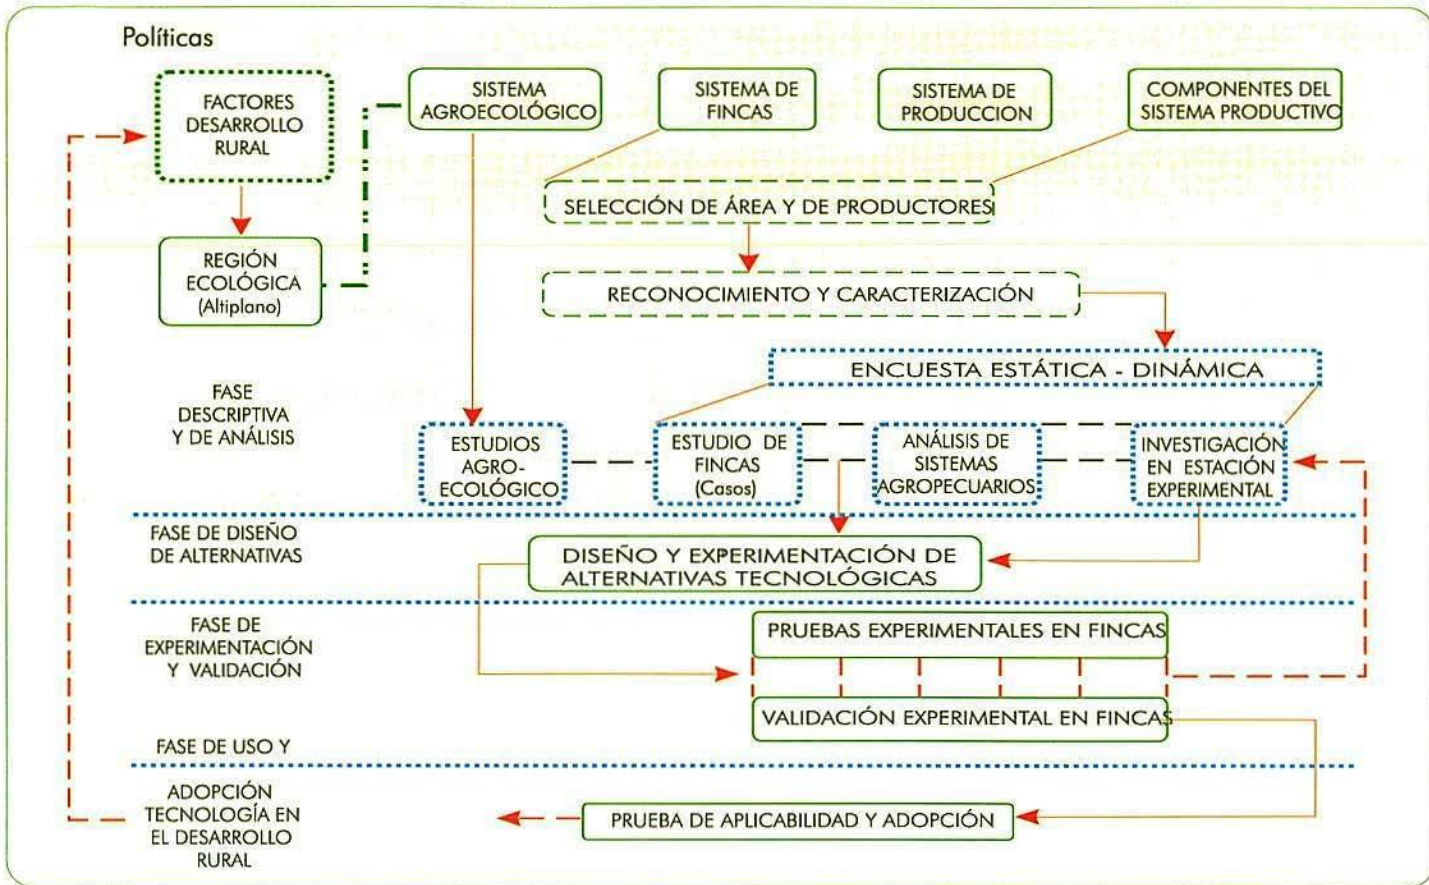 Políticas
FACTORES
DESARROLLO
RURAL
SISTEMA
AGROECOLÓGICO
SISTEMA DE
FINCAS
SISTEMA DE
PRODUCCION
COMPONENTES DEL
SISTEMA PRODUCTIVO
SELECCIÓN DE ÁREA Y DE PRODUCTORES
REGIÓN
ECOLÓGICA
(Altiplano)
RECONOCIMIENTO Y CARACTERIZACIÓN
ENCUESTA ESTÁTICA - DINÁMICA
FASE
DESCRIPTIVA
Y DE ANÁLISIS
ESTUDIOS
AGRO-
ECOLÓGICO
ESTUDIO DE
FINCAS
(Casos)
ANÁLISIS DE
SISTEMAS
AGROPECUARIOS
INVESTIGACIÓN
EN ESTACIÓN
EXPERIMENTAL
FASE DE DISEÑO
DE ALTERNATIVAS
DISEÑO Y EXPERIMENTACIÓN DE
ALTERNATIVAS TECNOLÓGICAS
FASE DE
EXPERIMENTACIÓN
Y VALIDACIÓN
PRUEBAS EXPERIMENTALES EN FINCAS
VALIDACIÓN EXPERIMENTAL EN FINCAS
FASE DE USO Y
ADOPCIÓN
TECNOLOGÍA EN
EL DESARROLLO
RURAL
PRUEBA DE APLICABILIDAD Y ADOPCIÓN